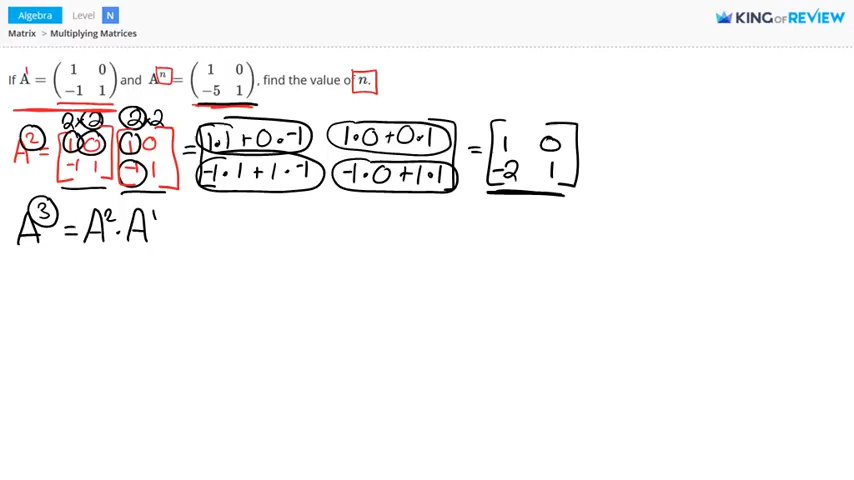 Algebra Level N KING OF REVIEW
Matrix > Multiplying Matrices
If A¹ = ( 1 0 ; −1 1 ) and Aⁿ = ( 1 0 ; −5 1 ), find the value of n.
2×2 2×2
A² = [ 1 0 ; -1 1 ] [ 1 0 ; -1 1 ] = [ 1·1 + 0·-1 1·0 + 0·1 ; -1·1 + 1·-1 -1·0 + 1·1 ] = [ 1 0 ; -2 1 ]
A³ = A² · A¹